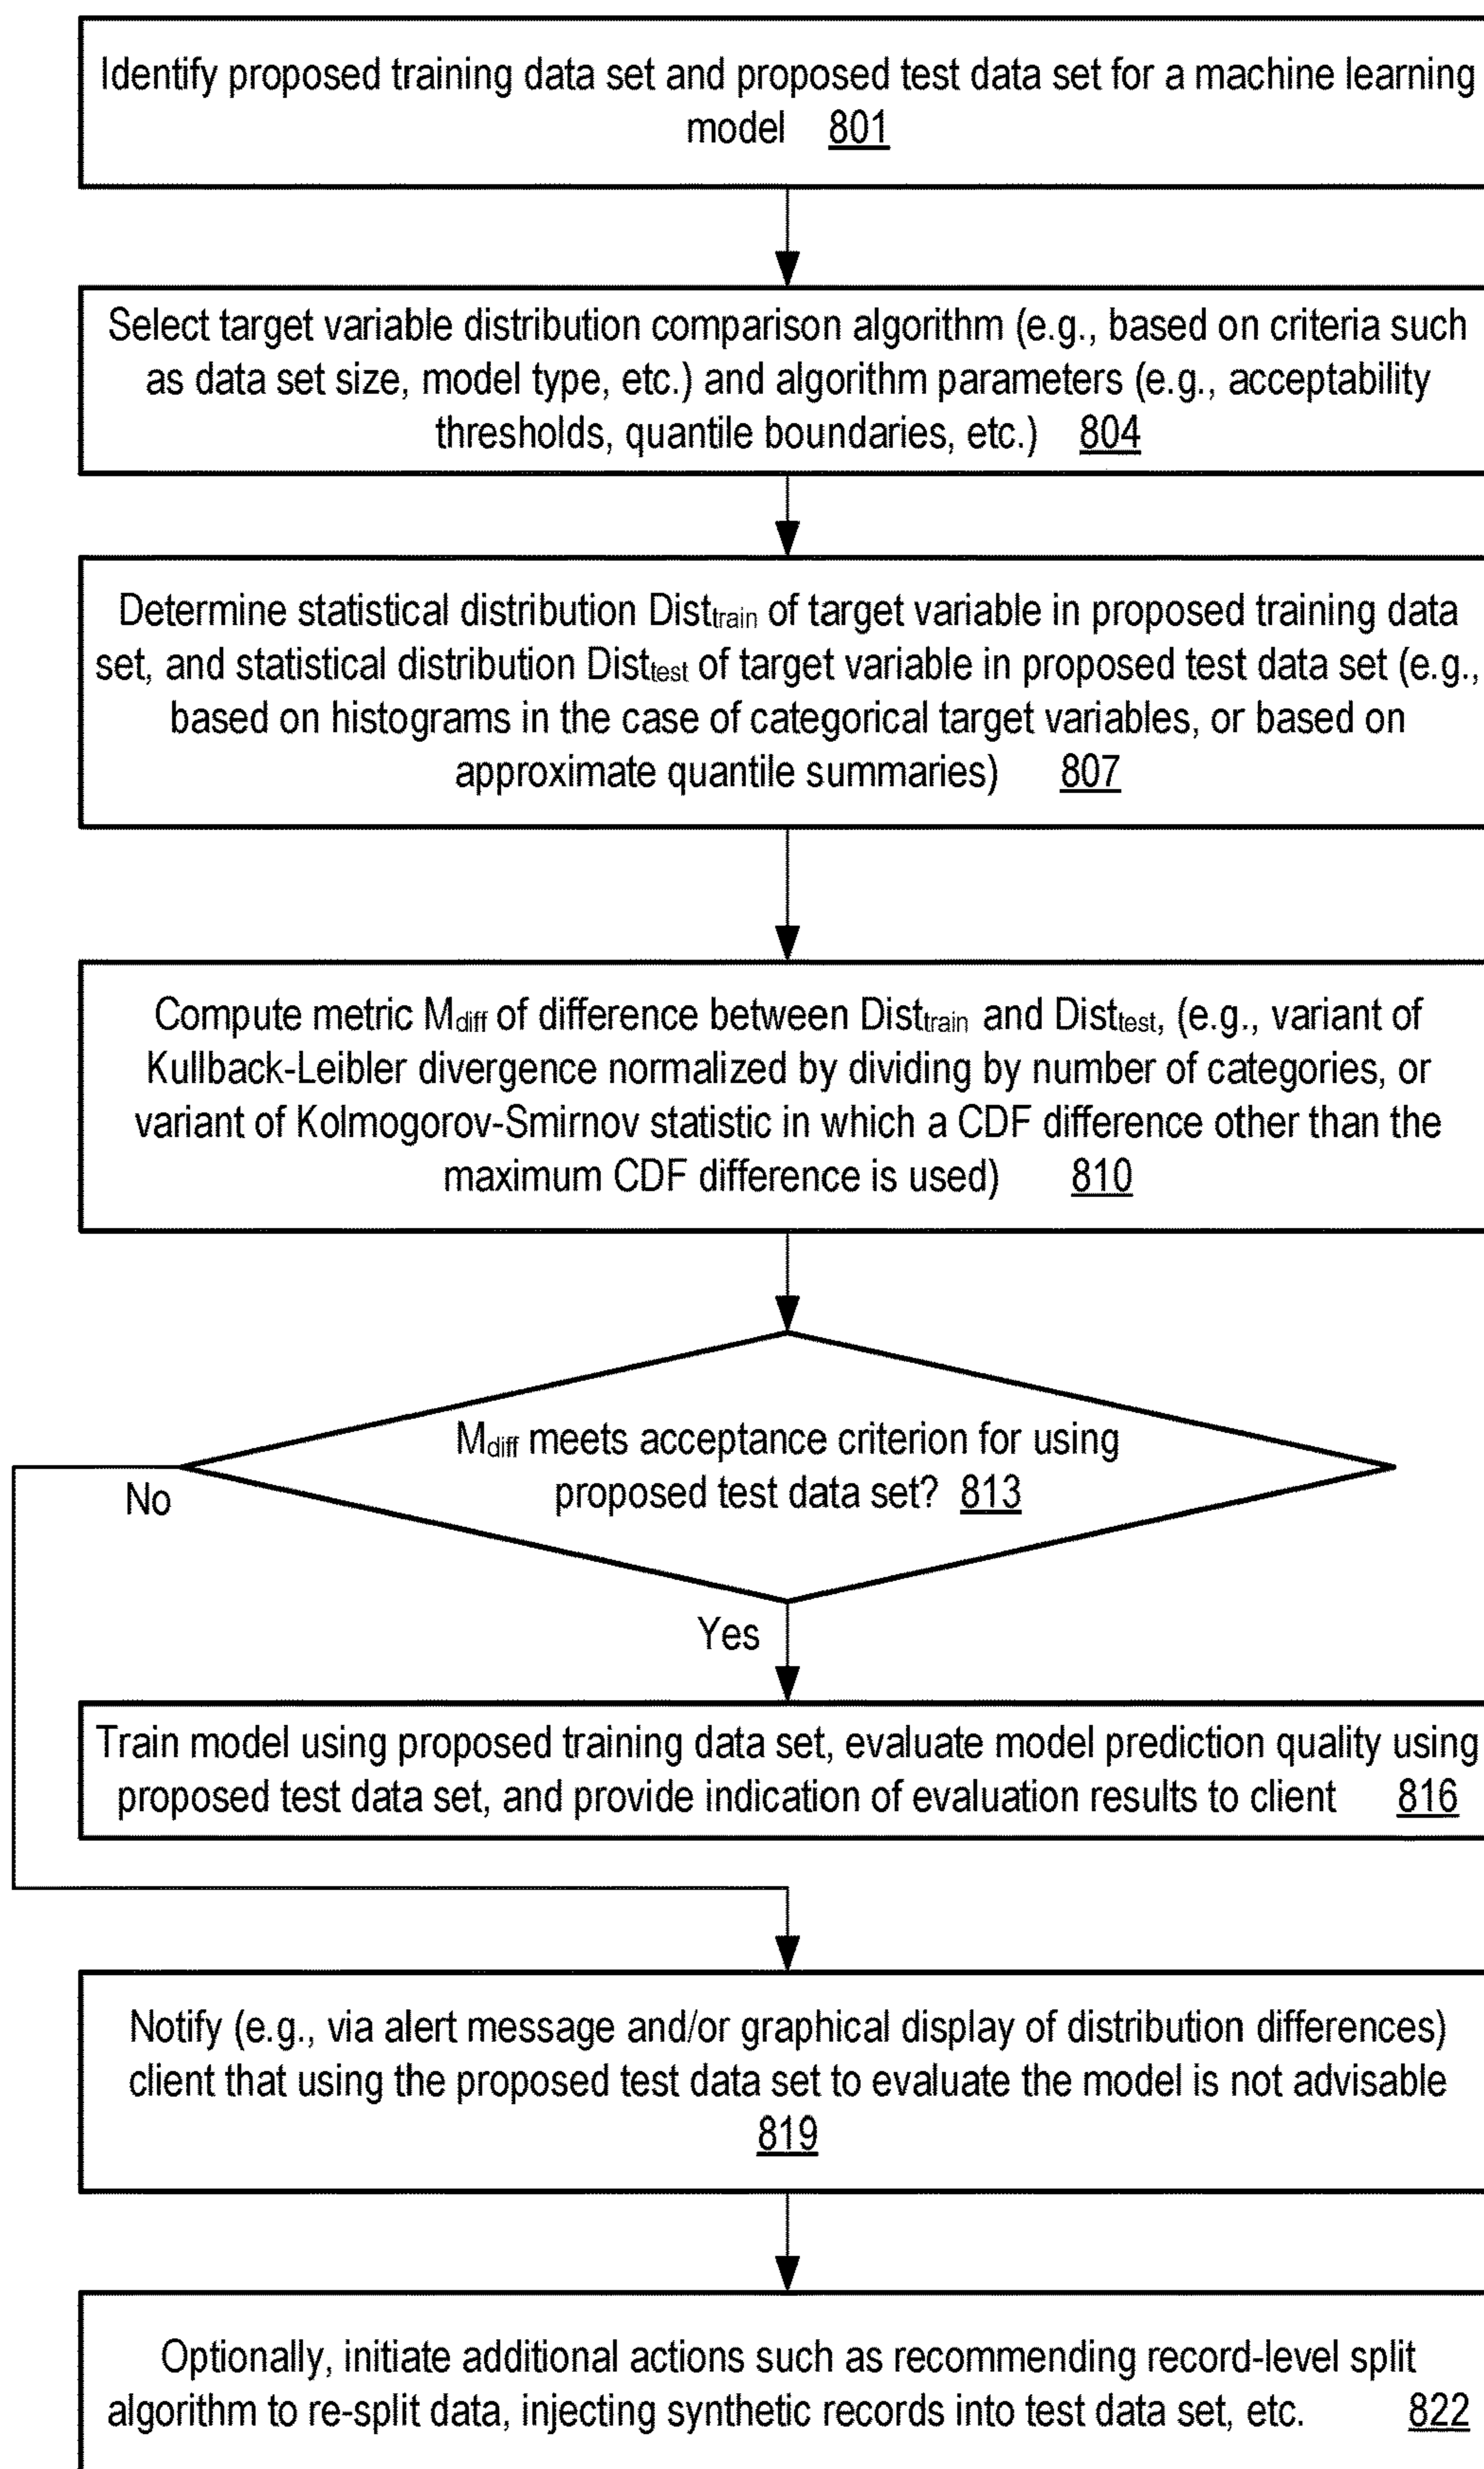 Identify proposed training data set and proposed test data set for a machine learning
model 801
Select target variable distribution comparison algorithm (e.g., based on criteria such
as data set size, model type, etc.) and algorithm parameters (e.g., acceptability
thresholds, quantile boundaries, etc.) 804
Determine statistical distribution Disttrain of target variable in proposed training data
set, and statistical distribution Disttest of target variable in proposed test data set (e.g.,
based on histograms in the case of categorical target variables, or based on
approximate quantile summaries) 807
Compute metric Mdiff of difference between Disttrain and Disttest, (e.g., variant of
Kullback-Leibler divergence normalized by dividing by number of categories, or
variant of Kolmogorov-Smirnov statistic in which a CDF difference other than the
maximum CDF difference is used) 810
Mdiff meets acceptance criterion for using
proposed test data set? 813
No
Yes
Train model using proposed training data set, evaluate model prediction quality using
proposed test data set, and provide indication of evaluation results to client 816
Notify (e.g., via alert message and/or graphical display of distribution differences)
client that using the proposed test data set to evaluate the model is not advisable
819
Optionally, initiate additional actions such as recommending record-level split
algorithm to re-split data, injecting synthetic records into test data set, etc. 822